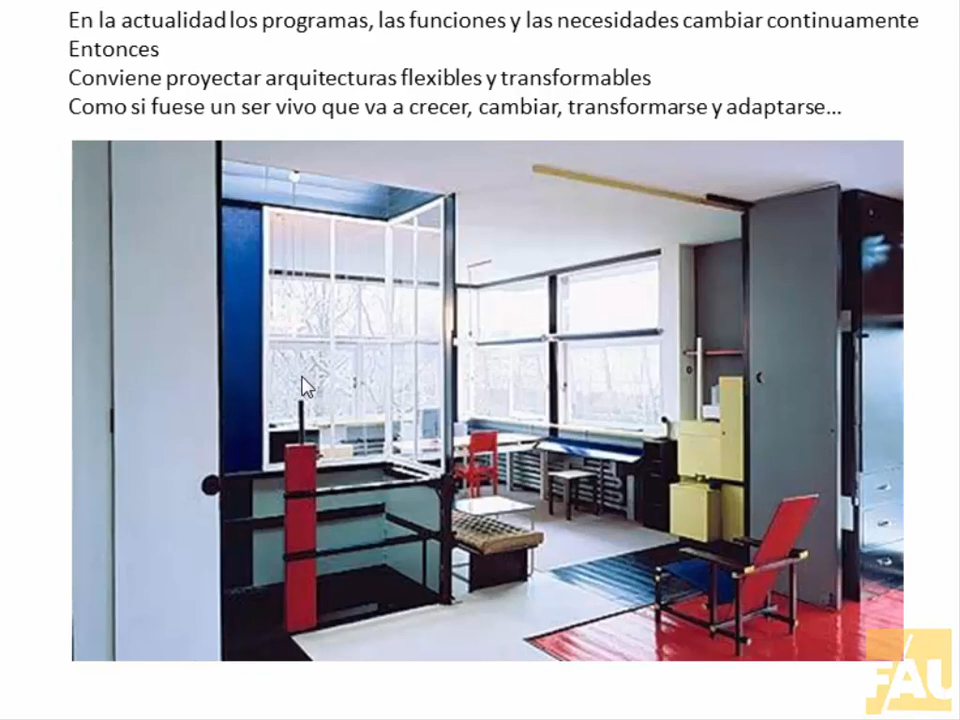 En la actualidad los programas, las funciones y las necesidades cambiar continuamente
Entonces
Conviene proyectar arquitecturas flexibles y transformables
Como si fuese un ser vivo que va a crecer, cambiar, transformarse y adaptarse...
FAU